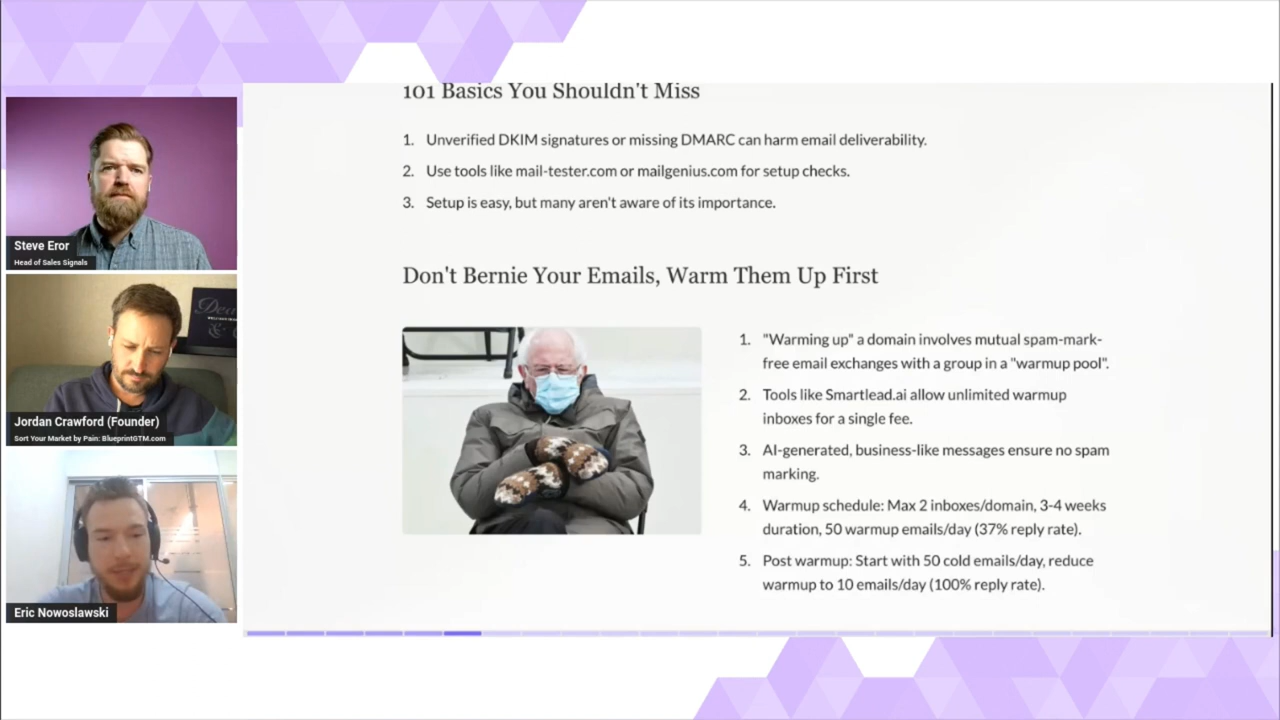 101 Basics You Shouldn't Miss
1. Unverified DKIM signatures or missing DMARC can harm email deliverability.
2. Use tools like mail-tester.com or mailgenius.com for setup checks.
3. Setup is easy, but many aren't aware of its importance.
Don't Bernie Your Emails, Warm Them Up First
1. "Warming up" a domain involves mutual spam-mark-
free email exchanges with a group in a "warmup pool".
2. Tools like Smartlead.ai allow unlimited warmup
inboxes for a single fee.
3. AI-generated, business-like messages ensure no spam
marking.
4. Warmup schedule: Max 2 inboxes/domain, 3-4 weeks
duration, 50 warmup emails/day (37% reply rate).
5. Post warmup: Start with 50 cold emails/day, reduce
warmup to 10 emails/day (100% reply rate).
Steve Eror
Head of Sales Signals
Jordan Crawford (Founder)
Sort Your Market by Pain: BlueprintGTM.com
Eric Nowoslawski